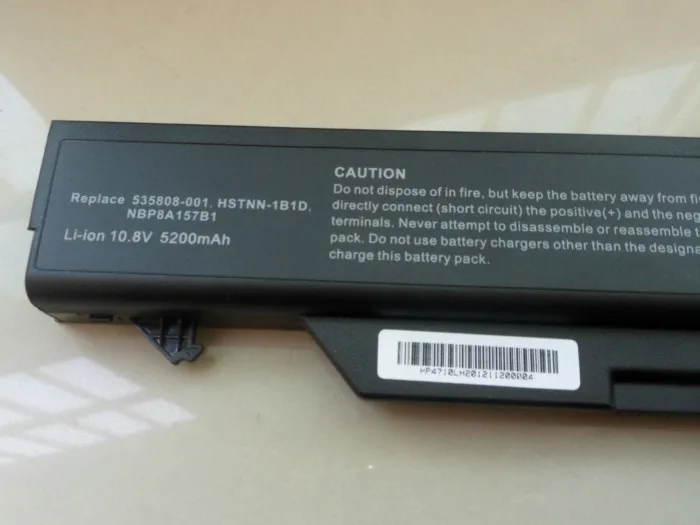 Replace 535808-001. HSTNN-1B1D.
NBP8A157B1
Li-ion 10.8V 5200mAh
CAUTION
Do not dispose of in fire, but keep the battery away from fi
directly connect (short circuit) the positive(+) and the neg
terminals. Never attempt to disassemble or reassemble t
pack. Do not use battery chargers other than the designa
charge this battery pack.
HP4710LH201211200004